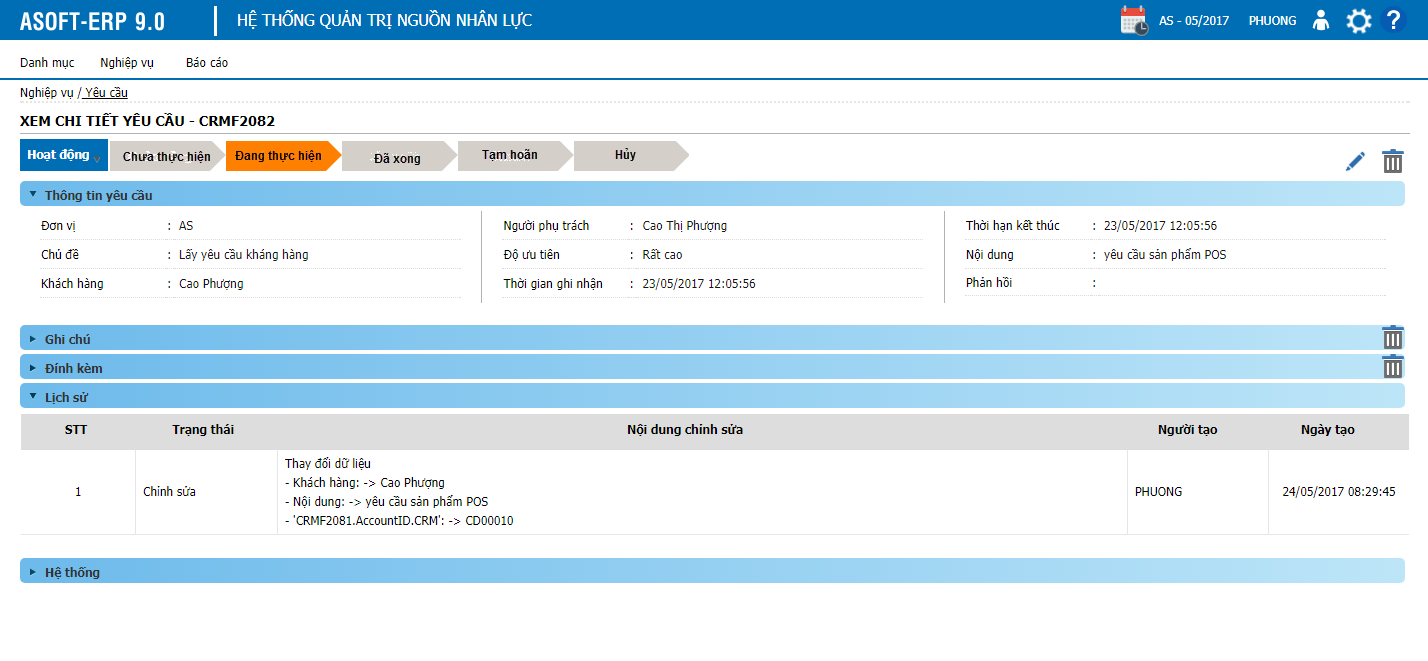 ASOFT-ERP 9.0 HỆ THỐNG QUẢN TRỊ NGUỒN NHÂN LỰC AS - 05/2017 PHUONG ?
Danh mục Nghiệp vụ Báo cáo
Nghiệp vụ / Yêu cầu
XEM CHI TIẾT YÊU CẦU - CRMF2082
Hoạt động Chưa thực hiện Đang thực hiện Đã xong Tạm hoãn Hủy
Thông tin yêu cầu
Đơn vị : AS Người phụ trách : Cao Thị Phượng Thời hạn kết thúc : 23/05/2017 12:05:56
Chủ đề : Lấy yêu cầu kháng hàng Độ ưu tiên : Rất cao Nội dung : yêu cầu sản phẩm POS
Khách hàng : Cao Phượng Thời gian ghi nhận : 23/05/2017 12:05:56 Phản hồi :
Ghi chú
Đính kèm
Lịch sử
STT Trạng thái Nội dung chỉnh sửa Người tạo Ngày tạo
1 Chỉnh sửa Thay đổi dữ liệu PHUONG 24/05/2017 08:29:45
- Khách hàng: -> Cao Phượng
- Nội dung: -> yêu cầu sản phẩm POS
- 'CRMF2081.AccountID.CRM': -> CD00010
Hệ thống